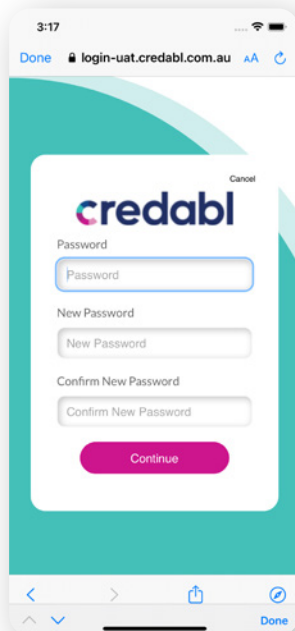 3:17
Done login-uat.credabl.com.au AA
Cancel
credabl
Password
Password
New Password
New Password
Confirm New Password
Confirm New Password
Continue
Done